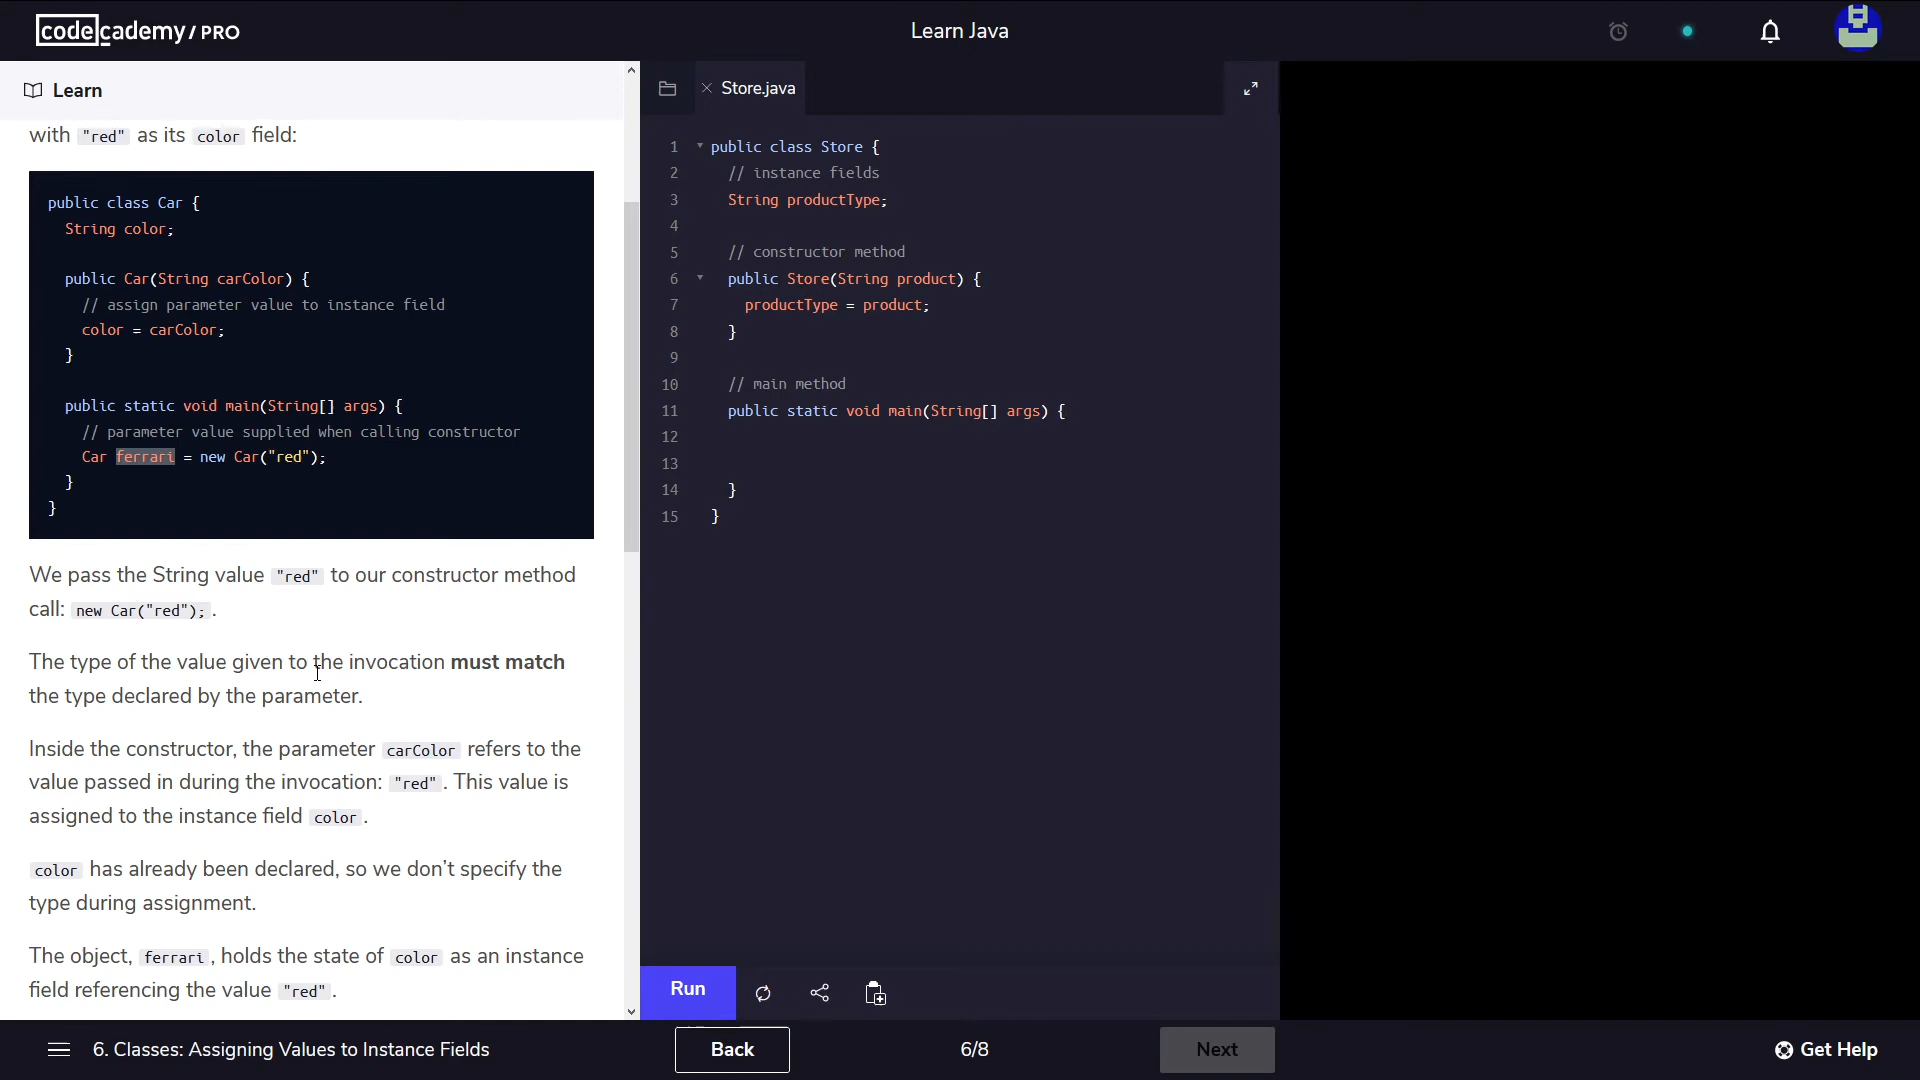 codecademy/PRO
Learn Java
Learn
with "red" as its color field:
public class Car {
String color;
public Car(String carColor) {
// assign parameter value to instance field
color = carColor;
}
public static void main(String[] args) {
// parameter value supplied when calling constructor
Car ferrari = new Car("red");
}
}
We pass the String value "red" to our constructor method
call: new Car("red"); .
The type of the value given to the invocation must match
the type declared by the parameter.
Inside the constructor, the parameter carColor refers to the
value passed in during the invocation: "red" . This value is
assigned to the instance field color .
color has already been declared, so we don’t specify the
type during assignment.
The object, ferrari , holds the state of color as an instance
field referencing the value "red" .
Store.java
1 public class Store {
2 // instance fields
3 String productType;
4
5 // constructor method
6 public Store(String product) {
7 productType = product;
8 }
9
10 // main method
11 public static void main(String[] args) {
12
13
14 }
15 }
Run
6. Classes: Assigning Values to Instance Fields
Back
6/8
Next
Get Help